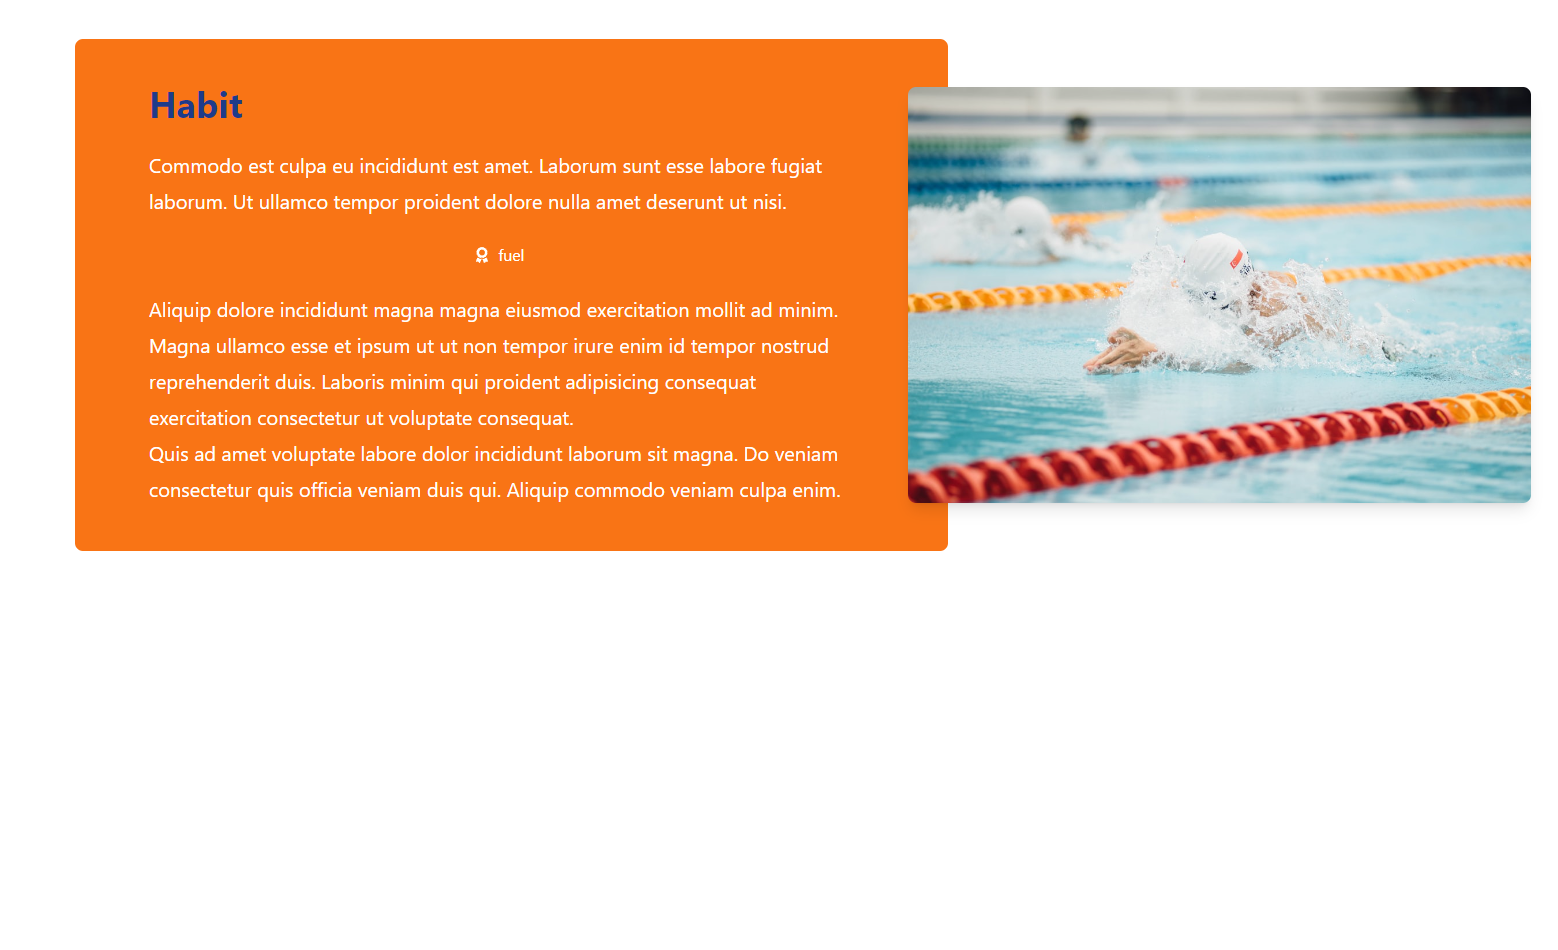 Habit
Commodo est culpa eu incididunt est amet. Laborum sunt esse labore fugiat
laborum. Ut ullamco tempor proident dolore nulla amet deserunt ut nisi.
fuel
Aliquip dolore incididunt magna magna eiusmod exercitation mollit ad minim.
Magna ullamco esse et ipsum ut ut non tempor irure enim id tempor nostrud
reprehenderit duis. Laboris minim qui proident adipisicing consequat
exercitation consectetur ut voluptate consequat.
Quis ad amet voluptate labore dolor incididunt laborum sit magna. Do veniam
consectetur quis officia veniam duis qui. Aliquip commodo veniam culpa enim.